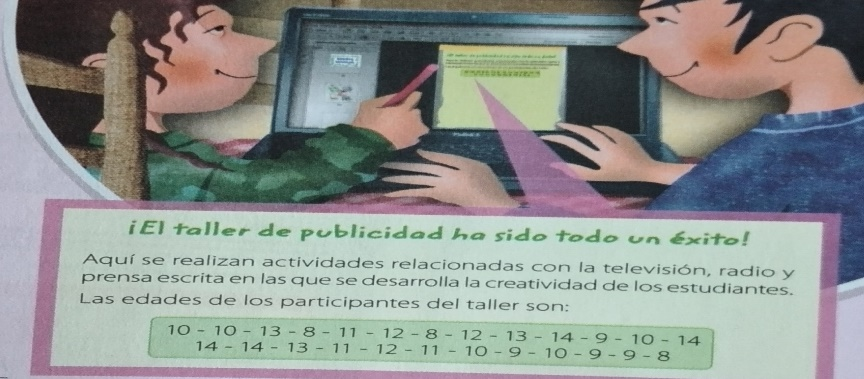 ¡El taller de publicidad ha sido todo un éxito!
Aquí se realizan actividades relacionadas con la televisión, radio y
prensa escrita en las que se desarrolla la creatividad de los estudiantes.
Las edades de los participantes del taller son:
10 - 10 - 13 - 8 - 11 - 12 - 8 - 12 - 13 - 14 - 9 - 10 - 14
14 - 14 - 13 - 11 - 12 - 11 - 10 - 9 - 10 - 9 - 9 - 8